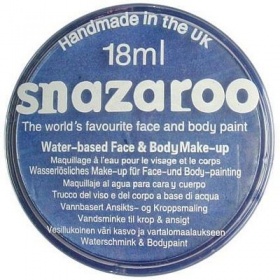 Handmade in the UK
18ml
snazaroo
The world's favourite face and body paint
Water-based Face & Body Make-up
Maquillage à l'eau pour le visage et le corps
Wasserlösliches Make-up für Face-und Body-painting
Maquillaje al agua para cara y cuerpo
Trucco del viso e del corpo a base di acqua
Vannbasert Ansikts- og Kroppsmaling
Vandsminke til krop & ansigt
Vesiliukoinen väri kasvo ja vartalomaalaukseen
Waterschmink & Bodypaint